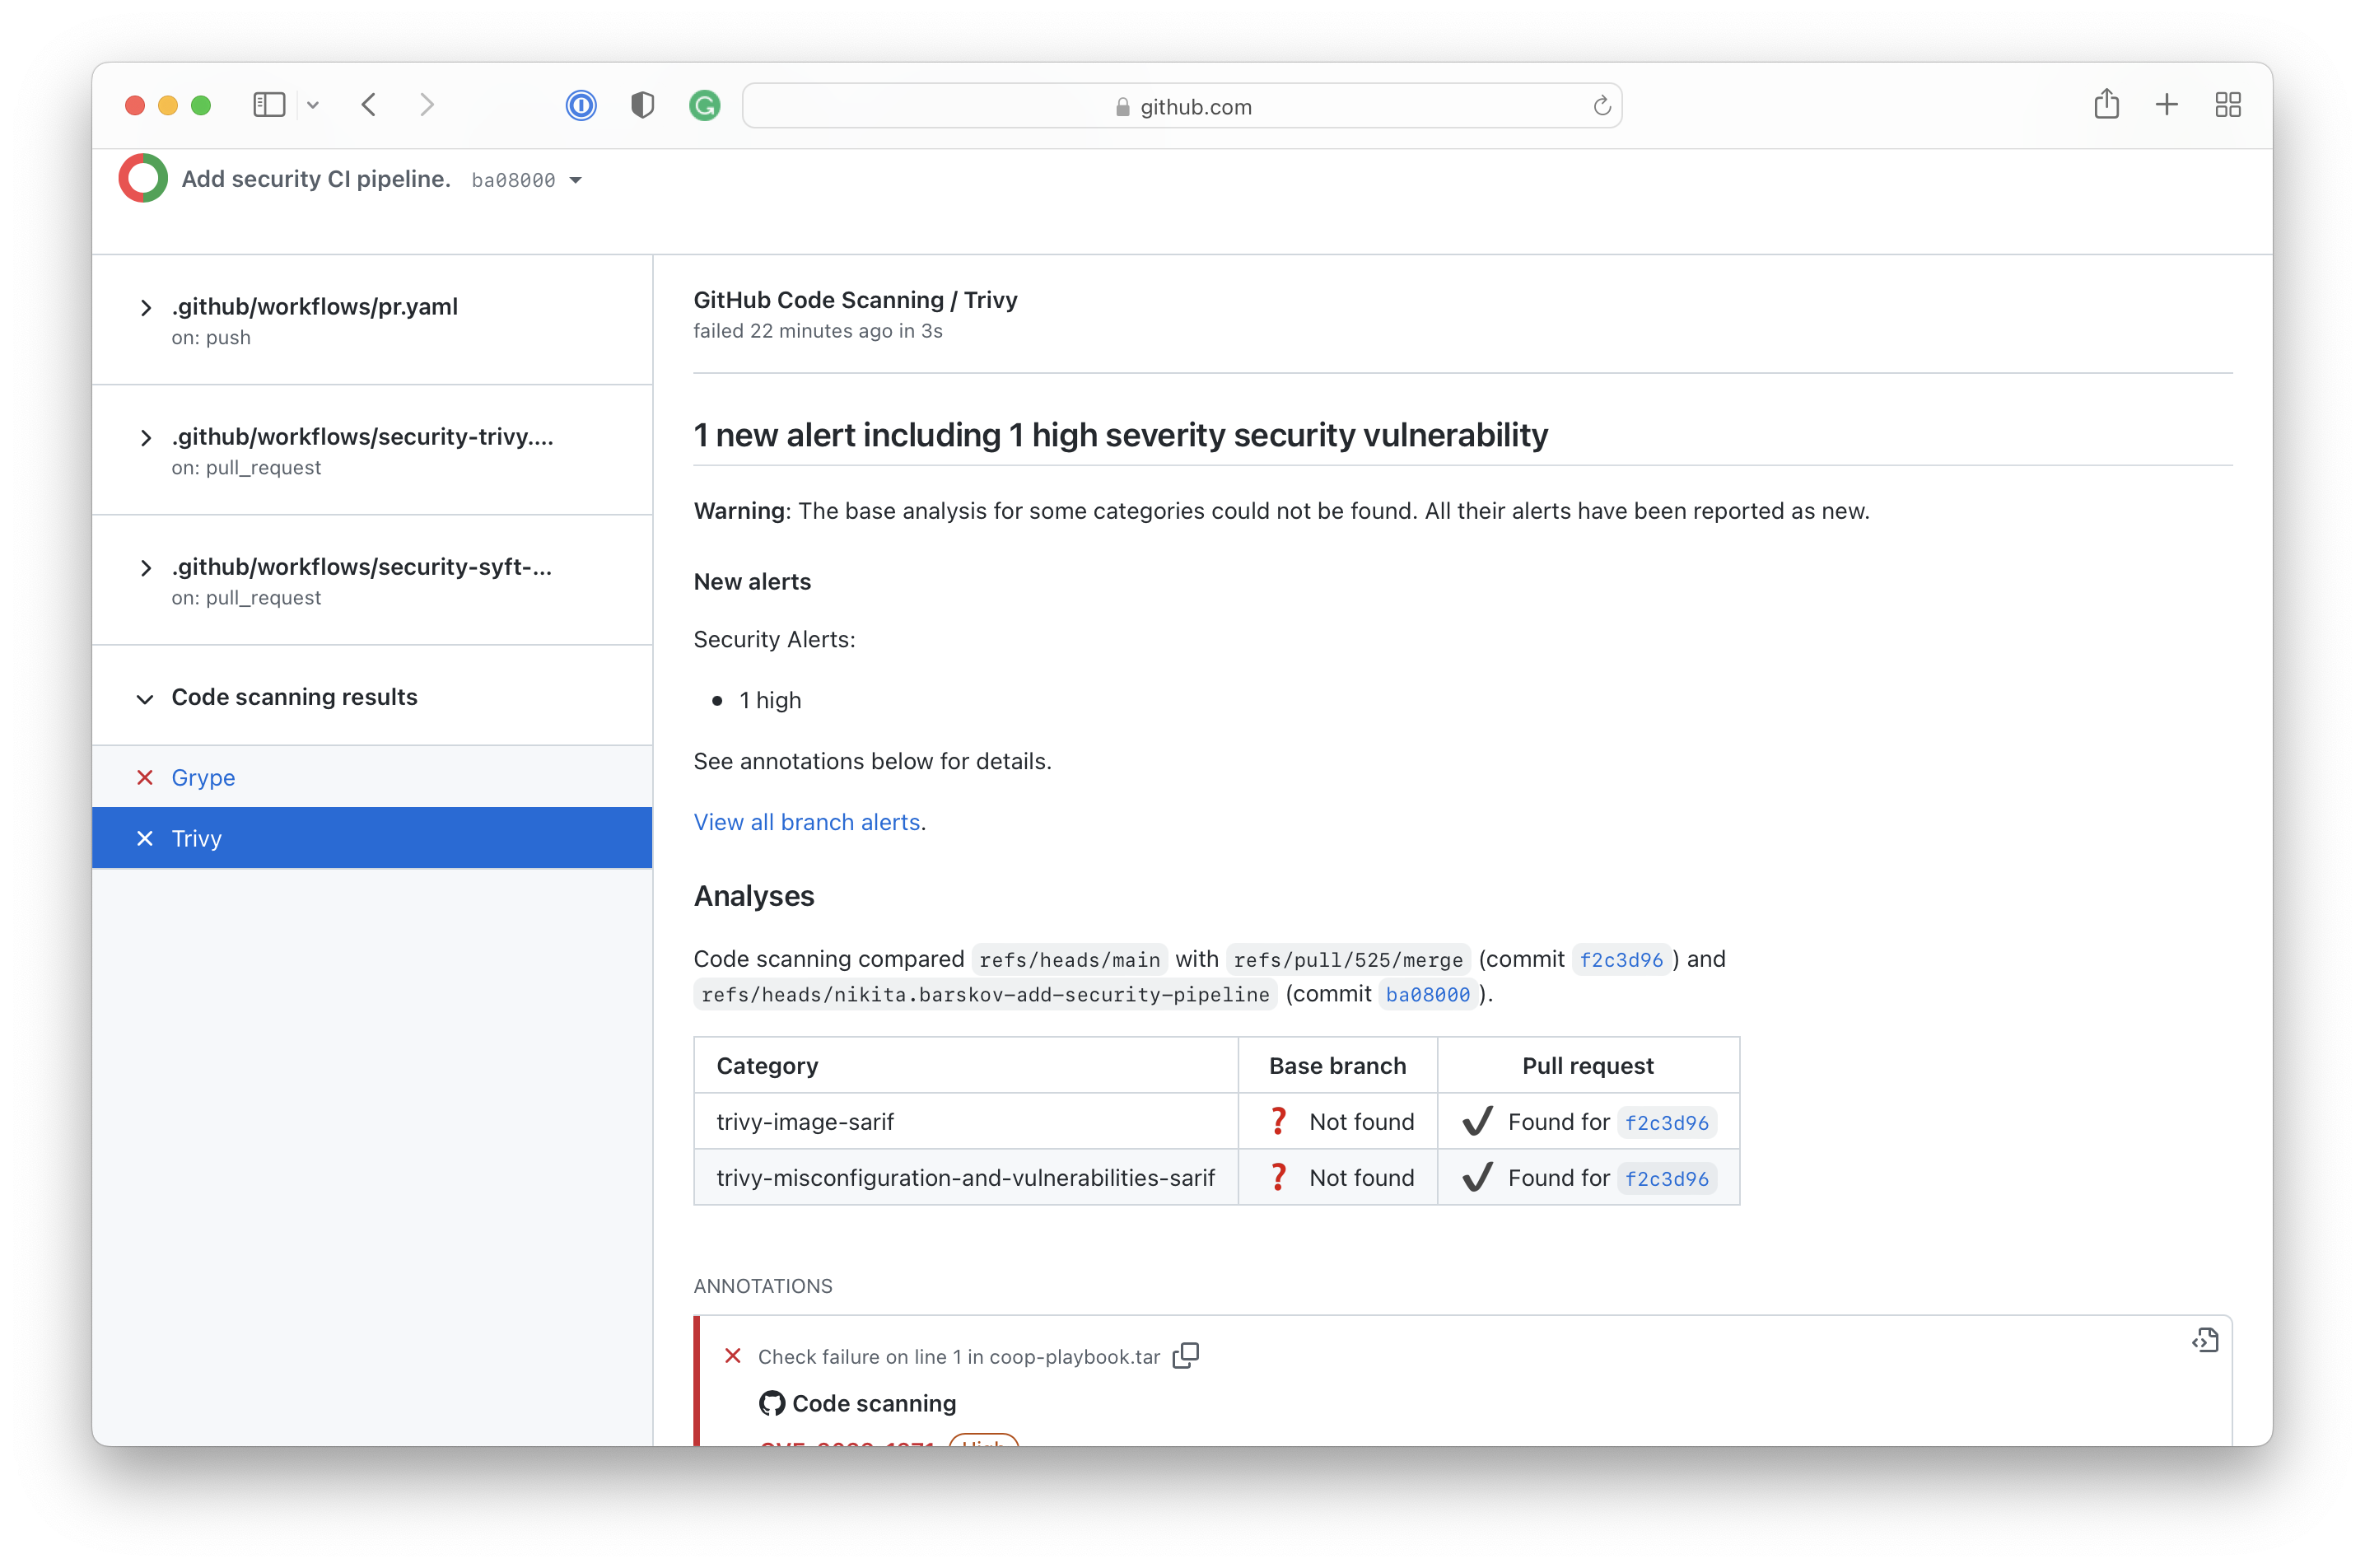 github.com
Add security CI pipeline. ba08000
.github/workflows/pr.yaml
on: push
.github/workflows/security-trivy....
on: pull_request
.github/workflows/security-syft-...
on: pull_request
Code scanning results
Grype
Trivy
GitHub Code Scanning / Trivy
failed 22 minutes ago in 3s
1 new alert including 1 high severity security vulnerability
Warning: The base analysis for some categories could not be found. All their alerts have been reported as new.
New alerts
Security Alerts:
• 1 high
See annotations below for details.
View all branch alerts.
Analyses
Code scanning compared refs/heads/main with refs/pull/525/merge (commit f2c3d96) and
refs/heads/nikita.barskov-add-security-pipeline (commit ba08000).
Category Base branch Pull request
trivy-image-sarif ❓ Not found ✔ Found for f2c3d96
trivy-misconfiguration-and-vulnerabilities-sarif ❓ Not found ✔ Found for f2c3d96
ANNOTATIONS
Check failure on line 1 in coop-playbook.tar
Code scanning
High